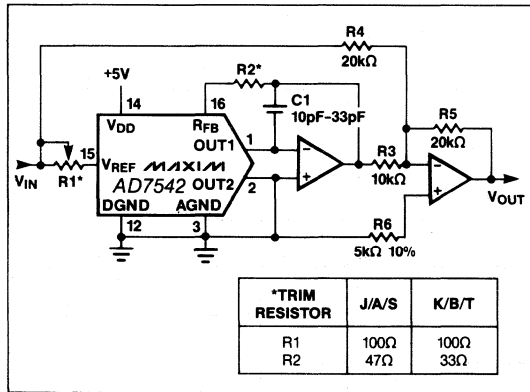 R4
20kΩ
+5V
R2*
14
16
C1
10pF–33pF
R5
20kΩ
VDD
RFB
OUT1
1
VIN
R1*
15
VREF
MAXIM
AD7542
OUT2
2
−
+
R3
10kΩ
−
+
VOUT
DGND
AGND
12
3
R6
5kΩ 10%
*TRIM RESISTOR J/A/S K/B/T
R1 100Ω 100Ω
R2 47Ω 33Ω